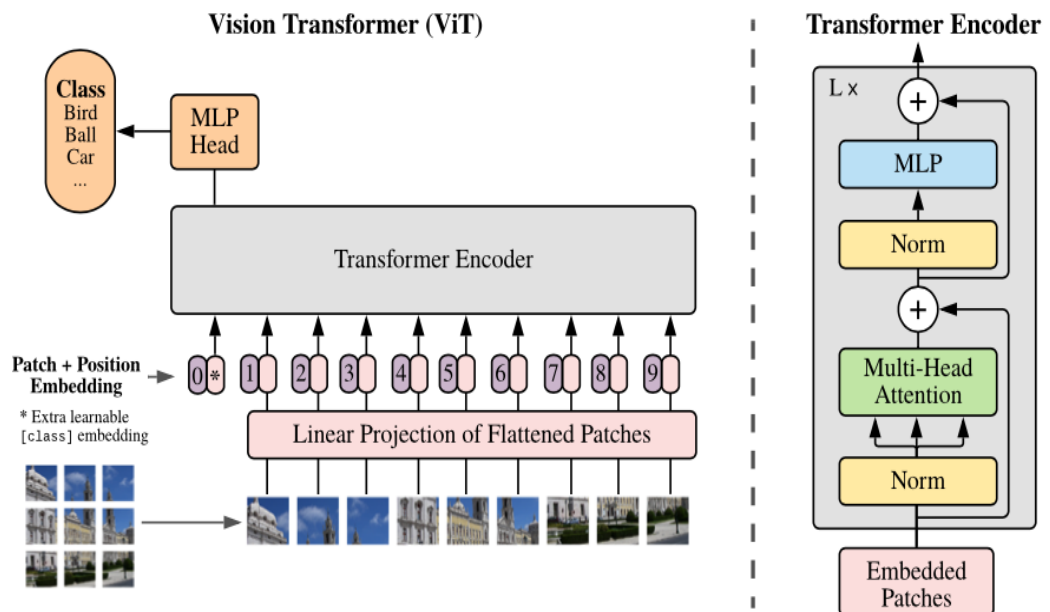 Vision Transformer (ViT)
Class
Bird
Ball
Car
...
MLP
Head
Transformer Encoder
Patch + Position
Embedding
0 * 1 2 3 4 5 6 7 8 9
* Extra learnable
[class] embedding
Linear Projection of Flattened Patches
Transformer Encoder
L ×
+
MLP
Norm
+
Multi-Head
Attention
Norm
Embedded
Patches